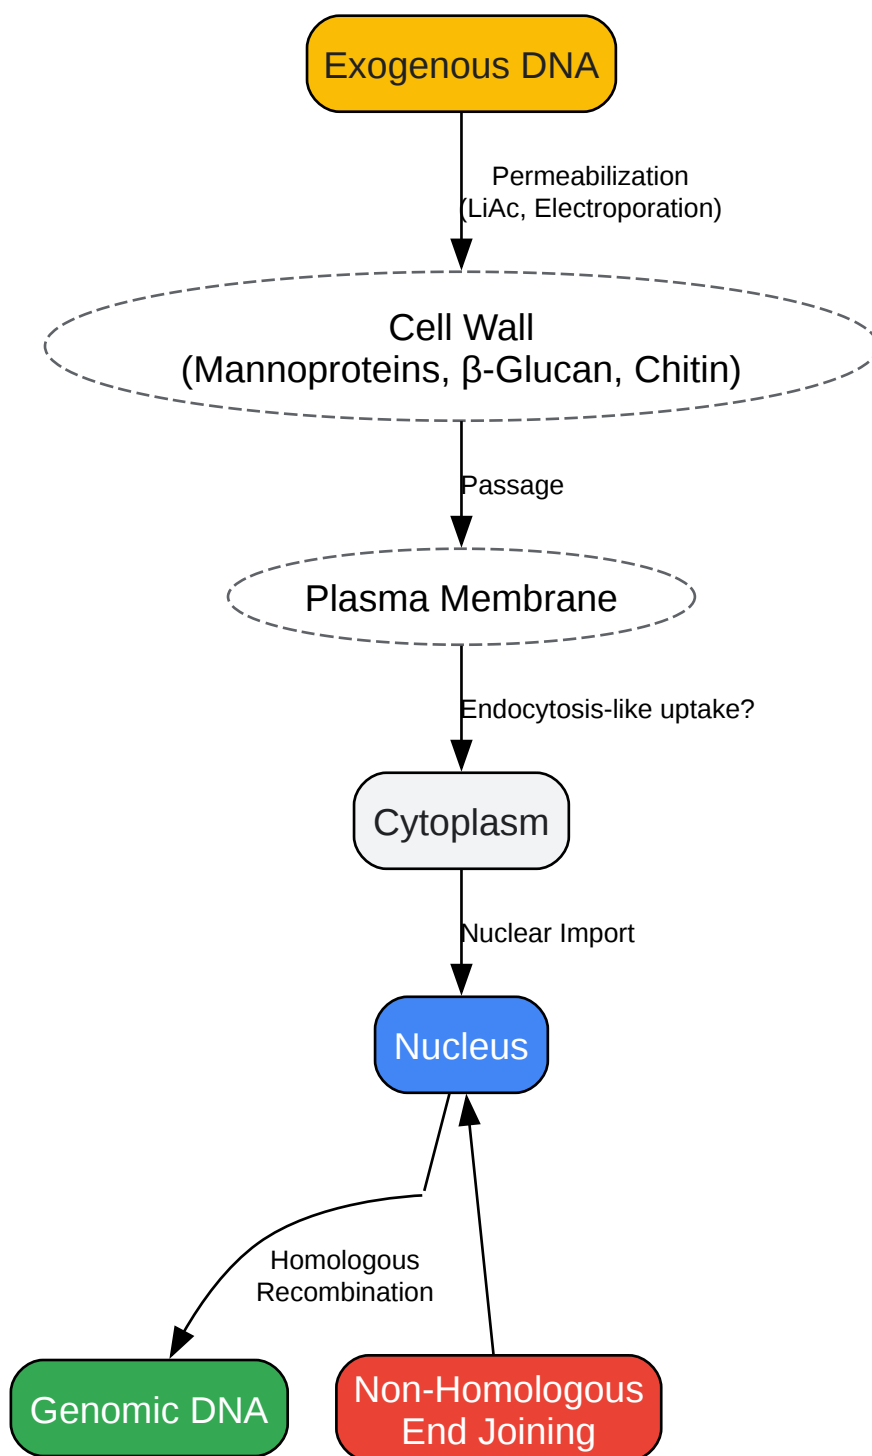 Exogenous DNA
Permeabilization
(LiAc, Electroporation)
Cell Wall
(Mannoproteins, β-Glucan, Chitin)
Passage
Plasma Membrane
Endocytosis-like uptake?
Cytoplasm
Nuclear Import
Nucleus
Homologous
Recombination
Genomic DNA
Non-Homologous
End Joining